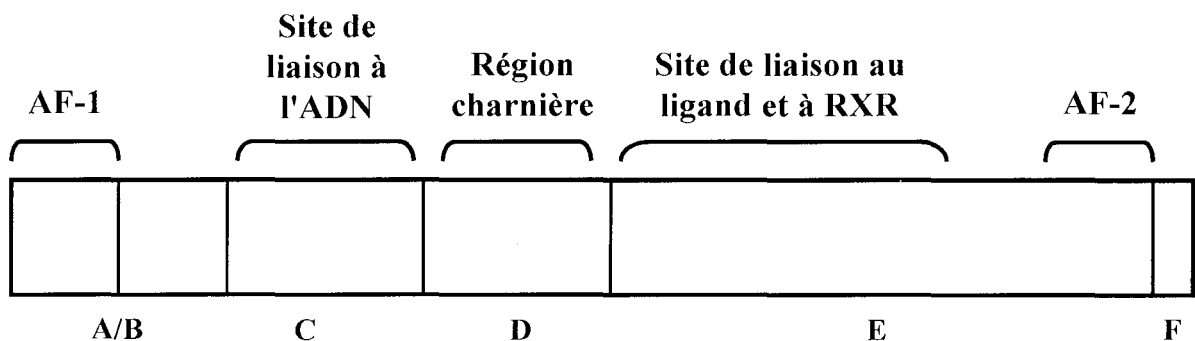 AF-1
Site de
liaison à
l'ADN
Région
charnière
Site de liaison au
ligand et à RXR
AF-2
A/B
C
D
E
F